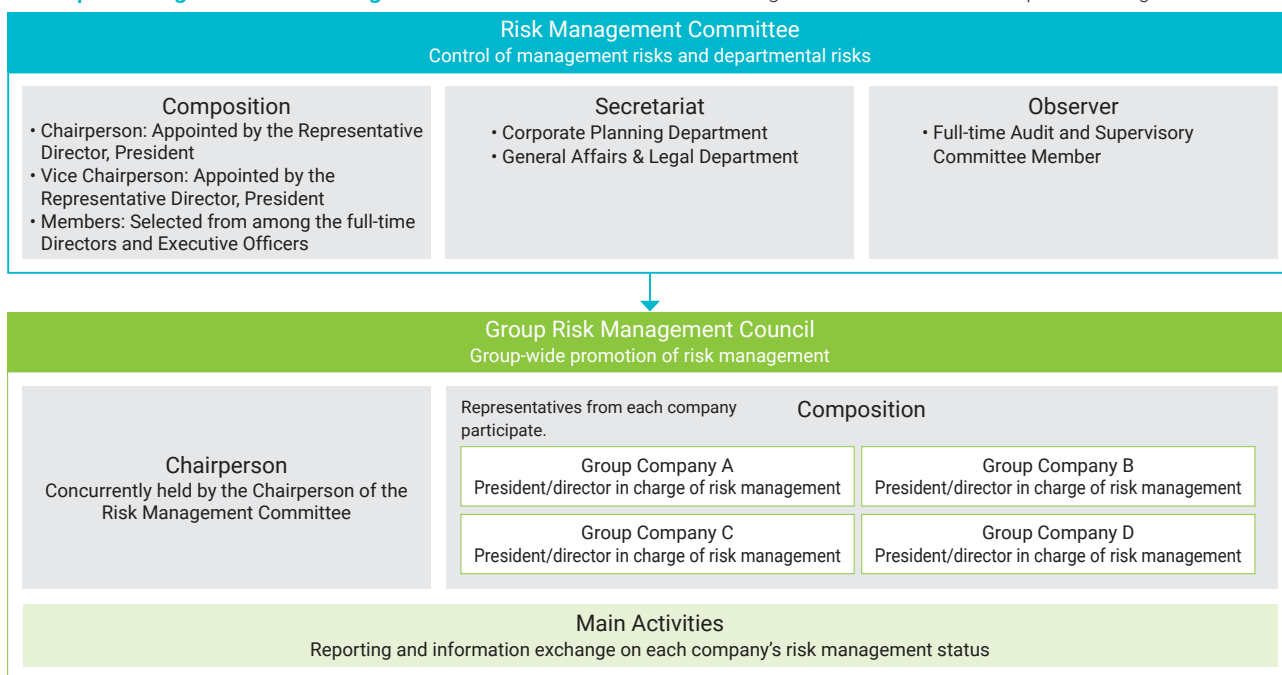 Risk Management Committee
Control of management risks and departmental risks
Composition
• Chairperson: Appointed by the Representative
Director, President
• Vice Chairperson: Appointed by the
Representative Director, President
• Members: Selected from among the full-time
Directors and Executive Officers
Secretariat
• Corporate Planning Department
• General Affairs & Legal Department
Observer
• Full-time Audit and Supervisory
Committee Member
Group Risk Management Council
Group-wide promotion of risk management
Chairperson
Concurrently held by the Chairperson of the
Risk Management Committee
Representatives from each company
participate.
Composition
Group Company A
President/director in charge of risk management
Group Company B
President/director in charge of risk management
Group Company C
President/director in charge of risk management
Group Company D
President/director in charge of risk management
Main Activities
Reporting and information exchange on each company's risk management status